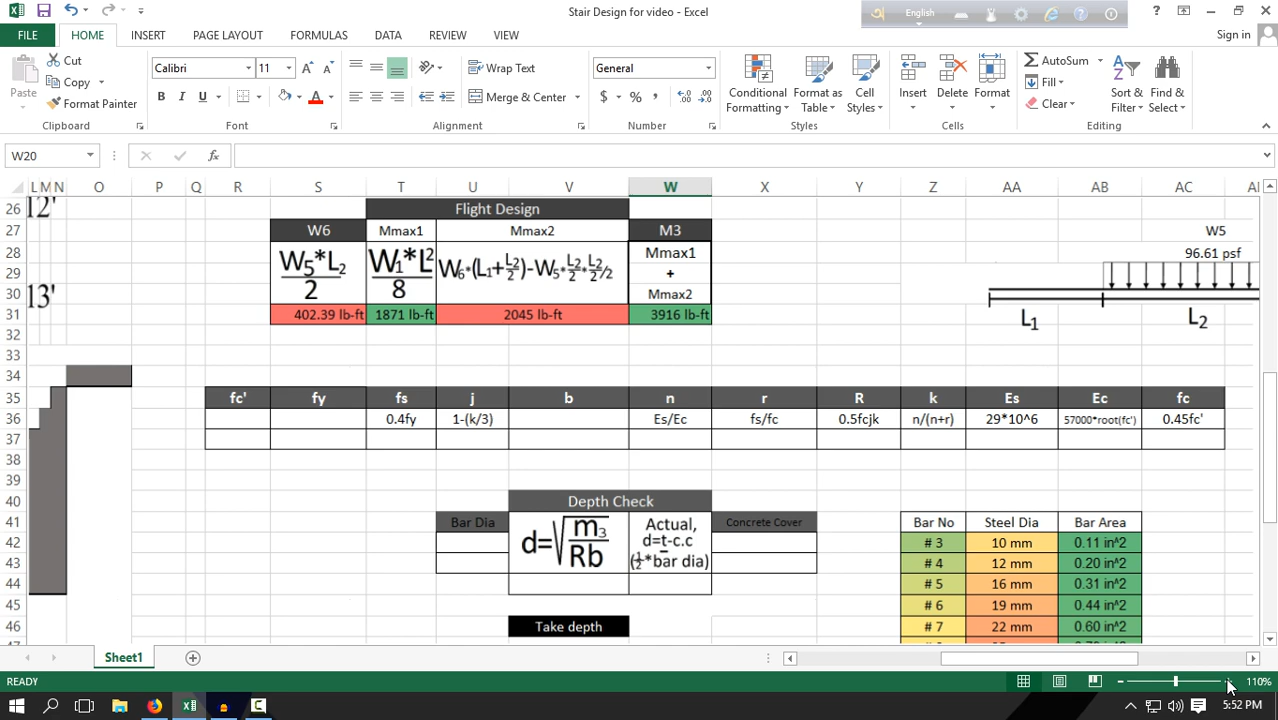 Stair Design for video - Excel
English
FILE HOME INSERT PAGE LAYOUT FORMULAS DATA REVIEW VIEW Sign in
Paste Cut Copy Format Painter Clipboard
Calibri 11 B I U A Font
Wrap Text Merge & Center Alignment
General $ % , Number
Conditional Formatting Format as Table Cell Styles Styles
Insert Delete Format Cells
AutoSum Fill Clear Sort & Filter Find & Select Editing
W20 fx
L M N O P Q R S T U V W X Y Z AA AB AC
26 12' Flight Design
27 W6 Mmax1 Mmax2 M3 W5
28 W5*L2/2 W1*L²/8 W6*(L1+L2/2)-W5*L2/2*L2/2/2 Mmax1 96.61 psf
29 +
30 13' Mmax2 L1 L2
31 402.39 lb-ft 1871 lb-ft 2045 lb-ft 3916 lb-ft
32
33
34
35 fc' fy fs j b n r R k Es Ec fc
36 0.4fy 1-(k/3) Es/Ec fs/fc 0.5fcjk n/(n+r) 29*10^6 57000*root(fc') 0.45fc'
37
38
39
40 Depth Check
41 Bar Dia d=√m3/Rb Actual, d=t-c.c - (1/2*bar dia) Concrete Cover Bar No Steel Dia Bar Area
42 # 3 10 mm 0.11 in^2
43 # 4 12 mm 0.20 in^2
44 # 5 16 mm 0.31 in^2
45 # 6 19 mm 0.44 in^2
46 Take depth # 7 22 mm 0.60 in^2
Sheet1
READY 110%
5:52 PM